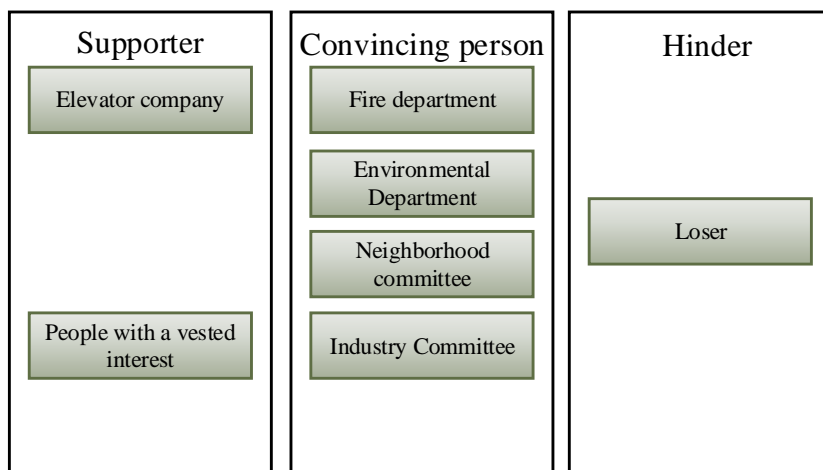 Supporter
Elevator company
People with a vested
interest
Convincing person
Fire department
Environmental
Department
Neighborhood
committee
Industry Committee
Hinder
Loser